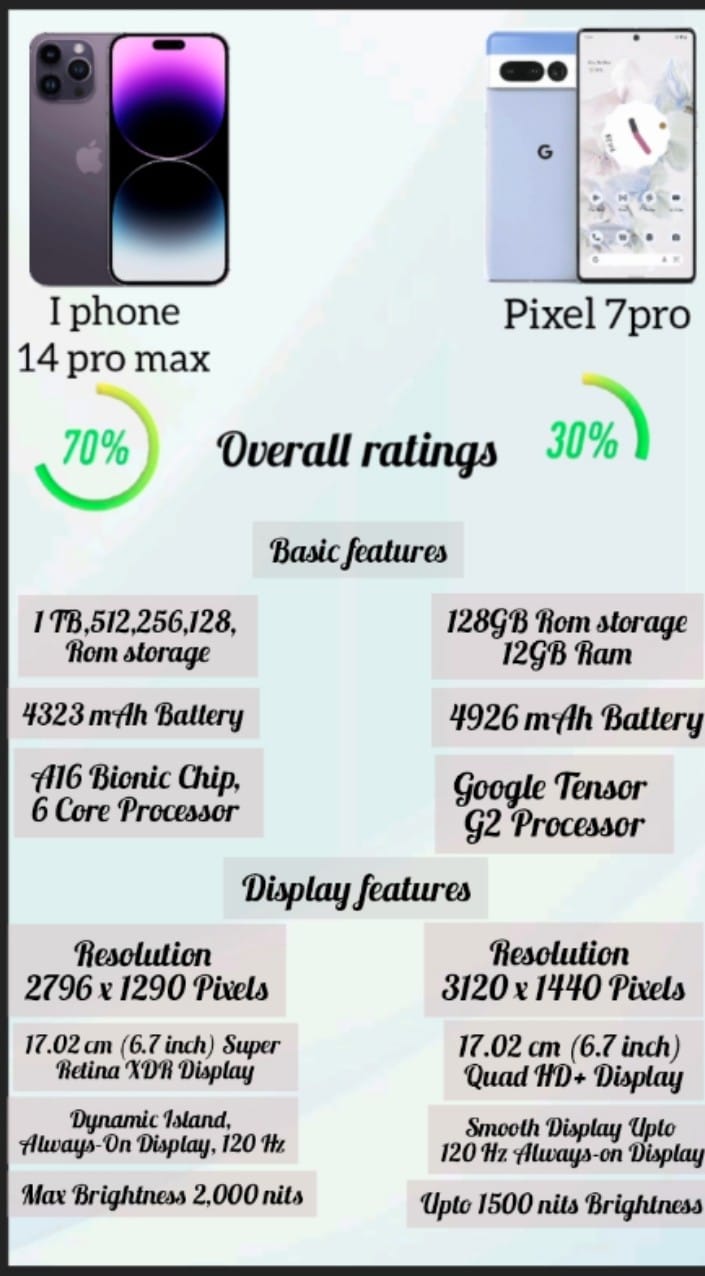 I phone
14 pro max
Pixel 7pro
70%
Overall ratings
30%
Basic features
1 TB,512,256,128,
Rom storage
128GB Rom storage
12GB Ram
4323 mAh Battery
4926 mAh Battery
A16 Bionic Chip,
6 Core Processor
Google Tensor
G2 Processor
Display features
Resolution
2796 x 1290 Pixels
Resolution
3120 x 1440 Pixels
17.02 cm (6.7 inch) Super
Retina XDR Display
17.02 cm (6.7 inch)
Quad HD+ Display
Dynamic Island,
Always-On Display, 120 Hz
Smooth Display Upto
120 Hz Always-on Display
Max Brightness 2,000 nits
Upto 1500 nits Brightness